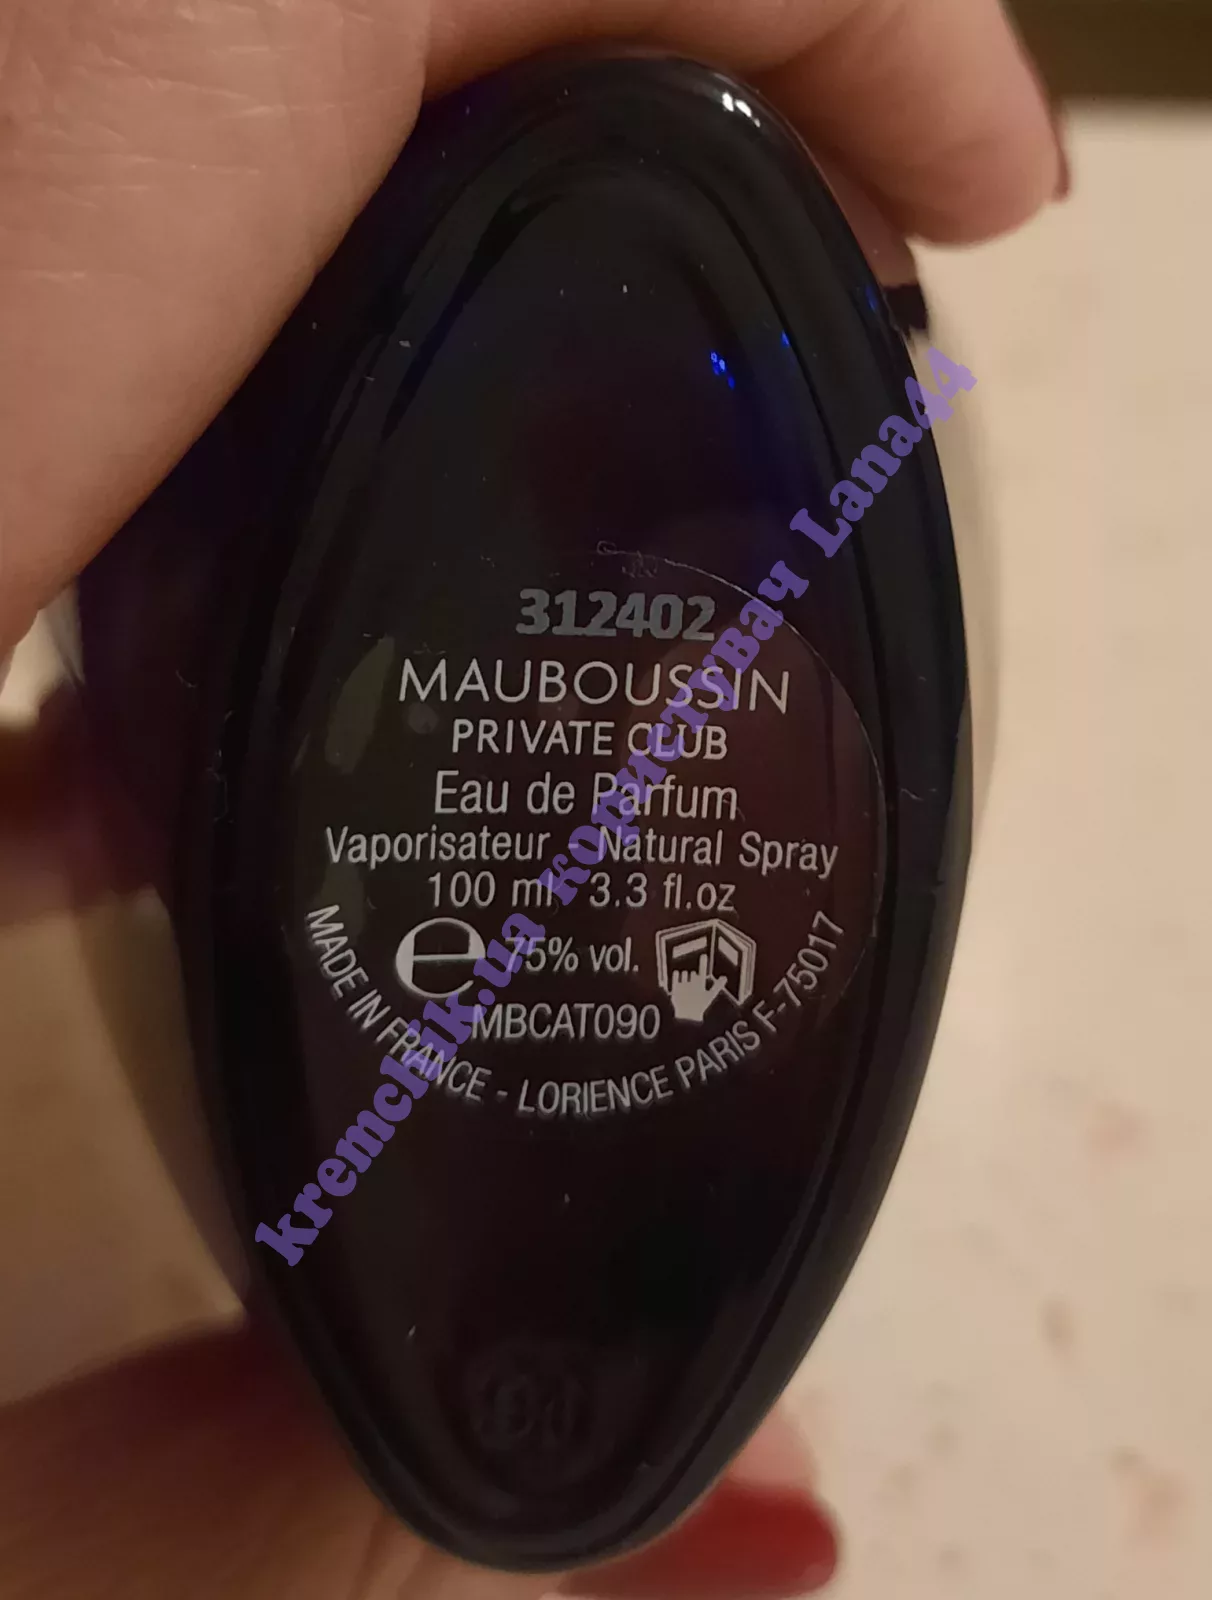 312402
MAUBOUSSIN
PRIVATE CLUB
Eau de Parfum
Vaporisateur - Natural Spray
100 ml 3.3 fl.oz
75% vol.
MBCAT090
MADE IN FRANCE - LORIENCE PARIS F-75017
kremchik.ua користувач Lana44